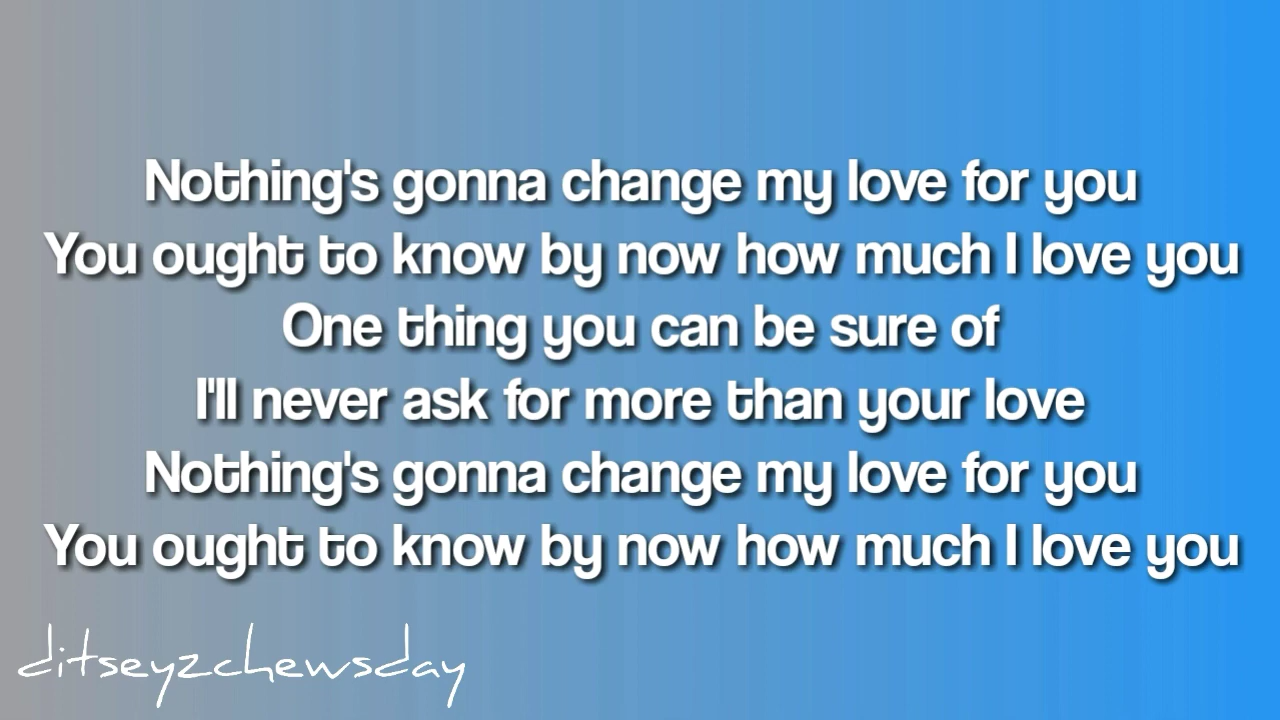 Nothing's gonna change my love for you
You ought to know by now how much I love you
One thing you can be sure of
I'll never ask for more than your love
Nothing's gonna change my love for you
You ought to know by now how much I love you
ditseyzchewsday